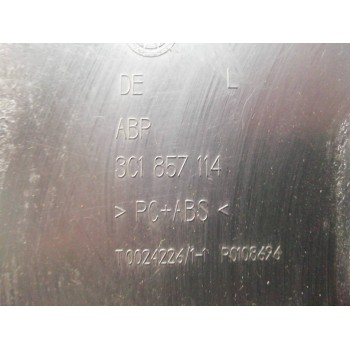 DE L
ABP
3C1 857 114
> PC+ABS <
T0024226/1-1 P0108694